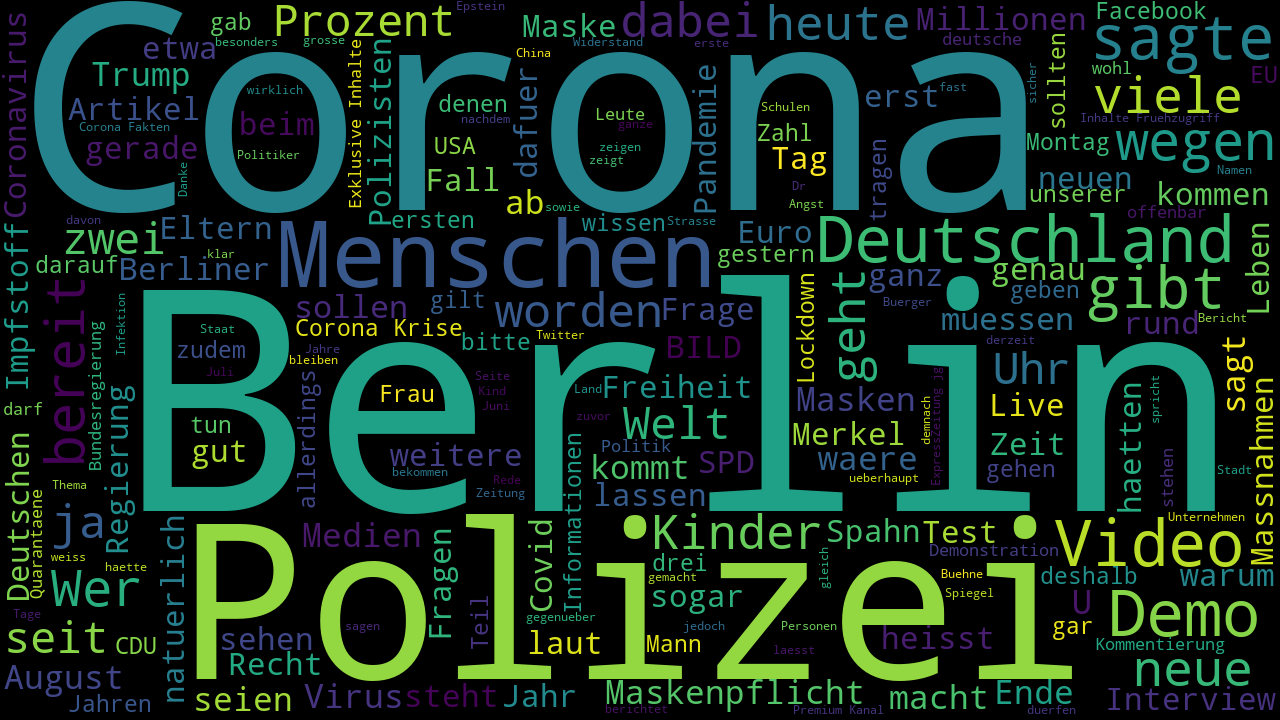 Corona
Berlin
Polizei
Menschen
Deutschland
Prozent
gab
Epstein
besonders
grosse
etwa
Trump
Artikel
Corona Fakten
gerade
Coronavirus
wirklich
beim
Politiker
Danke
Exklusive Inhalte
Polizisten
Maske
Widerstand
dabei
erste
heute
Millionen
deutsche
Facebook
sagte
wohl
EU
sollten
sicher
viele
Inhalte Fruehzugriff
Montag
wegen
Namen
neuen
unserer
kommen
offenbar
denen
nachdem
USA
Fall
ersten
China
dafuer
ab
sowie
Leute
ganze
zeigen
zeigt
wissen
Strasse
Pandemie
Schulen
Zahl
Tag
Dr
Angst
tragen
erst
fast
davon
zwei
Eltern
klar
darauf
Berliner
Impfstoff
bereit
Infektion
Bundesregierung
darf
Staat
zudem
Juli
sollen
gilt
worden
Frage
Corona Krise
Jahre
bleiben
bitte
Twitter
BILD
gestern
Euro
Lockdown
geht
ganz
Buerger
genau
geben
gibt
Leben
muessen
rund
Bericht
derzeit
Uhr
sagt
Massnahmen
Frau
Seite
Kind
Juni
Land
Freiheit
zuvor
Welt
Politik
tun
gut
allerdings
weitere
bekommen
Rede
Zeitung
kommt
SPD
lassen
Masken
Merkel
waere
ueberhaupt
demnach
Expresszeitung jg
Live
Zeit
gehen
haetten
spricht
stehen
Stadt
Deutschen
Quarantaene
Thema
Regierung
ja
weiss
haette
wer
Tage
seit
CDU
natuerlich
August
Jahren
sehen
Recht
seien
Medien
sagen
Virus
steht
Fragen
Teil
Jahr
Covid
Informationen
gegenueber
laut
Kinder
drei
gemacht
sogar
Mann
jedoch
Maskenpflicht
berichtet
Personen
laesst
Premium Kanal
gleich
Spahn
Test
Demonstration
Buehne
Spiegel
heisst
macht
Ende
duerfen
Video
Unternehmen
deshalb
warum
U
gar
Demo
Kommentierung
neue
Interview